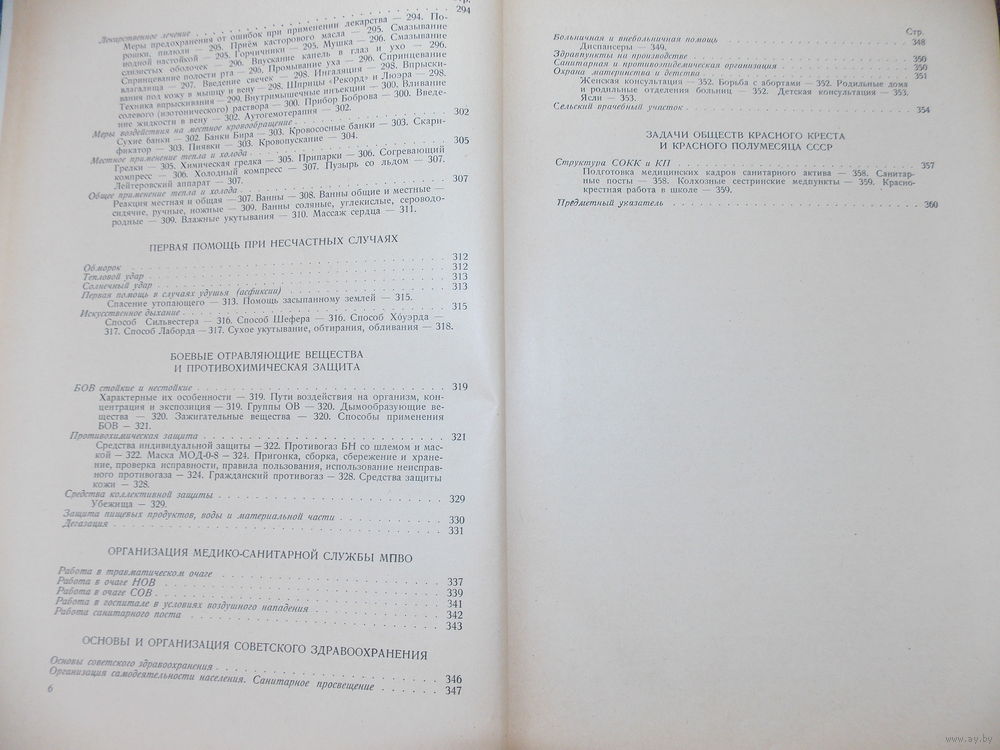 Стр.
Лекарственное лечение . . . . . . . . . . . . . . . . . . 294
Меры предохранения от ошибок при применении лекарства — 294. По-
рошки, пилюли — 295. Приём касторового масла — 295. Смазывание
иодной настойкой — 295. Горчичники — 295. Мушка — 296. Смазывание
слизистых оболочек — 296. Впускание капель в глаз и ухо — 296.
Спринцевание полости рта — 296. Промывание уха — 296. Спринцевание
влагалища — 297. Введение свечек — 298. Ингаляция — 298. Впрыски-
вания под кожу в мышцу и вену — 298. Шприцы «Рекорд» и Люэра — 298.
Техника впрыскивания — 299. Внутримышечные инъекции — 300. Вливание
солевого (изотонического) раствора — 300. Прибор Боброва — 300. Введе-
ние жидкости в вену — 302. Аутогемотерапия — 302.
Меры воздействия на местное кровообращение . . . . . . . . 302
Сухие банки — 302. Банки Бира — 303. Кровососные банки — 303. Скари-
фикатор — 303. Пиявки — 303. Кровопускание — 304.
Местное применение тепла и холода . . . . . . . . . . . . 305
Грелки — 305. Химическая грелка — 305. Припарки — 306. Согревающий
компресс — 306. Холодный компресс — 307. Пузырь со льдом — 307.
Лейтеровский аппарат — 307.
Общее применение тепла и холода . . . . . . . . . . . . . 307
Реакция местная и общая — 307. Ванны — 308. Ванны общие и местные —
сидячие, ручные, ножные — 309. Ванны соляные, углекислые, сероводо-
родные — 309. Влажные укутывания — 310. Массаж сердца — 311.
ПЕРВАЯ ПОМОЩЬ ПРИ НЕСЧАСТНЫХ СЛУЧАЯХ
Обморок . . . . . . . . . . . . . . . . . . . . . . . 312
Тепловой удар . . . . . . . . . . . . . . . . . . . . 312
Солнечный удар . . . . . . . . . . . . . . . . . . . . 313
Первая помощь в случаях удушья (асфиксии) . . . . . . . . 313
Спасение утопающего — 313. Помощь засыпанному землей — 315.
Искусственное дыхание . . . . . . . . . . . . . . . . . 315
Способ Сильвестера — 316. Способ Шефера — 316. Способ Хоуэрда —
317. Способ Лаборда — 317. Сухое укутывание, обтирания, обливания — 318.
БОЕВЫЕ ОТРАВЛЯЮЩИЕ ВЕЩЕСТВА
И ПРОТИВОХИМИЧЕСКАЯ ЗАЩИТА
БОВ стойкие и нестойкие . . . . . . . . . . . . . . . . 319
Характерные их особенности — 319. Пути воздействия на организм, кон-
центрация и экспозиция — 319. Группы ОВ — 320. Дымообразующие ве-
щества — 320. Зажигательные вещества — 320. Способы применения
БОВ — 321.
Противохимическая защита . . . . . . . . . . . . . . . . 321
Средства индивидуальной защиты — 322. Противогаз БН со шлемом и мас-
кой — 322. Маска МОД-0-8 — 324. Пригонка, сборка, сбережение и хране-
ние, проверка исправности, правила пользования, использование неисправ-
ного противогаза — 324. Гражданский противогаз — 328. Средства защиты
кожи — 328.
Средства коллективной защиты . . . . . . . . . . . . . . 329
Убежища — 329.
Защита пищевых продуктов, воды и материальной части . . . . 330
Дегазация . . . . . . . . . . . . . . . . . . . . . . 331
ОРГАНИЗАЦИЯ МЕДИКО-САНИТАРНОЙ СЛУЖБЫ МПВО
Работа в травматическом очаге . . . . . . . . . . . . . 337
Работа в очаге НОВ . . . . . . . . . . . . . . . . . . 339
Работа в очаге СОВ . . . . . . . . . . . . . . . . . . 341
Работа в госпитале в условиях воздушного нападения . . . . 342
Работа санитарного поста . . . . . . . . . . . . . . . 343
ОСНОВЫ И ОРГАНИЗАЦИЯ СОВЕТСКОГО ЗДРАВООХРАНЕНИЯ
Основы советского здравоохранения . . . . . . . . . . . 346
Организация самодеятельности населения. Санитарное просвещение . . . . . . 347
6
Стр.
Больничная и внебольничная помощь . . . . . . . . . . . 348
Диспансеры — 349.
Здравпункты на производстве . . . . . . . . . . . . . . 350
Санитарная и противоэпидемическая организация . . . . . . 350
Охрана материнства и детства . . . . . . . . . . . . . . 351
Женская консультация — 352. Борьба с абортами — 352. Родильные дома
и родильные отделения больниц — 352. Детская консультация — 353.
Ясли — 353.
Сельский врачебный участок . . . . . . . . . . . . . . . 354
ЗАДАЧИ ОБЩЕСТВ КРАСНОГО КРЕСТА
И КРАСНОГО ПОЛУМЕСЯЦА СССР
Структура СОКК и КП . . . . . . . . . . . . . . . . . . 357
Подготовка медицинских кадров санитарного актива — 358. Санитар-
ные посты — 358. Колхозные сестринские медпункты — 359. Красно-
крестная работа в школе — 359.
Предметный указатель . . . . . . . . . . . . . . . . . . 360
www.ay.by